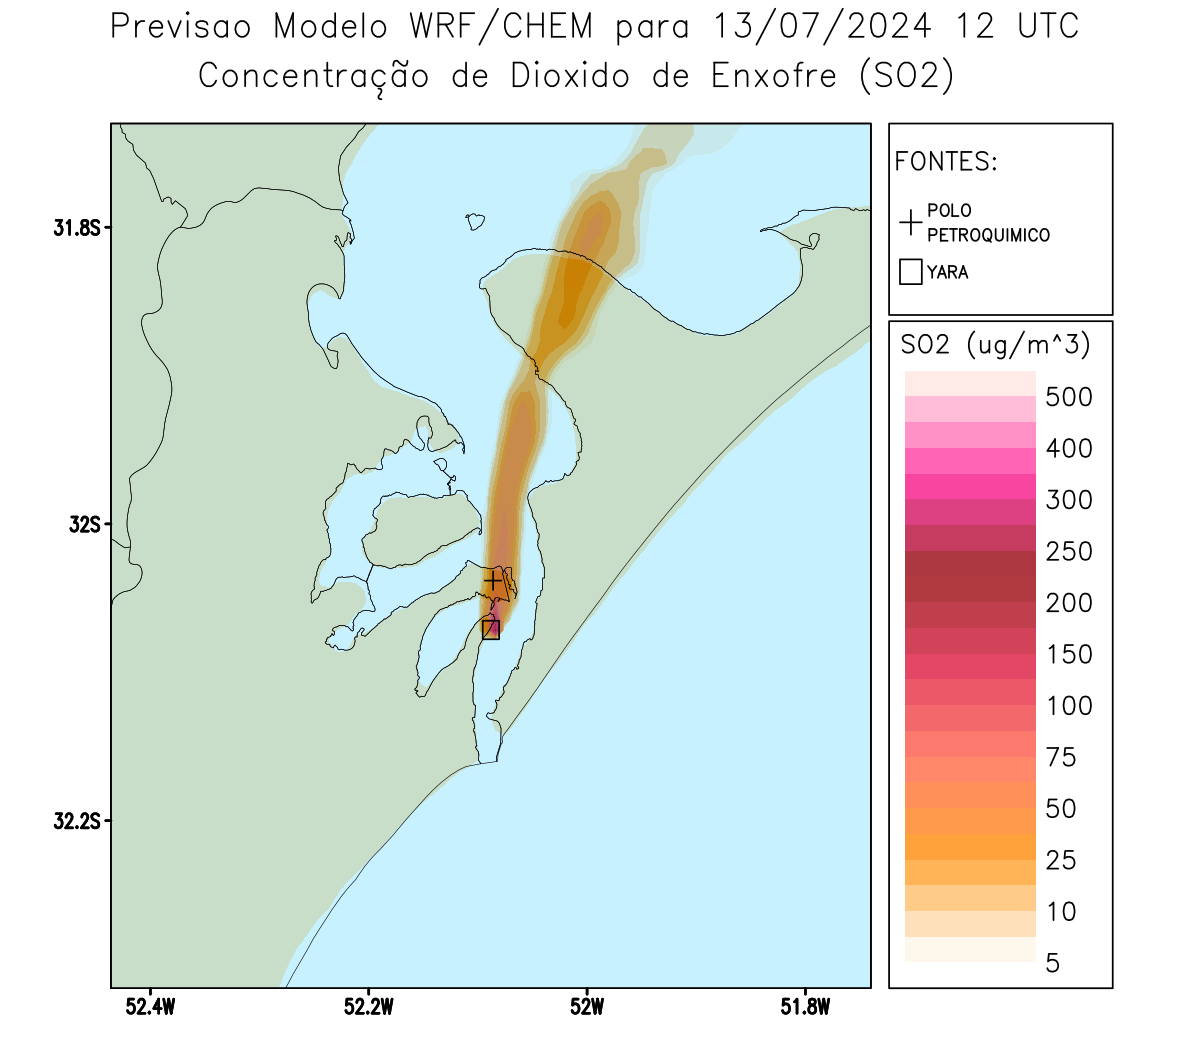 Previsao Modelo WRF/CHEM para 13/07/2024 12 UTC
Concentração de Dioxido de Enxofre (SO2)
FONTES:
POLO
PETROQUIMICO
YARA
31.8S
32S
32.2S
52.4W
52.2W
52W
51.8W
SO2 (ug/m^3)
500
400
300
250
200
150
100
75
50
25
10
5